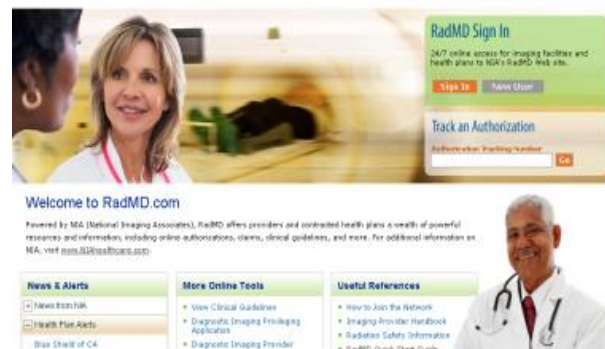 RadMD Sign In
24/7 online access for imaging facilities and
health plans to NIA's RadMD Web site.
Sign In
New User
Track an Authorization
Authorization Tracking Number
Go
Welcome to RadMD.com
Powered by NIA (National Imaging Associates), RadMD offers providers and contracted health plans a wealth of powerful
resources and information, including online authorizations, claims, clinical guidelines, and more. For additional information on
NIA, visit www.NIAhealthcare.com.
News & Alerts
News from NIA
Health Plan Alerts
Blue Shield of CA
More Online Tools
View Clinical Guidelines
Diagnostic Imaging Privileging
Application
Diagnostic Imaging Provider
Useful References
How to Join the Network
Imaging Provider Handbook
Radiation Safety Information
RadMD Quick Start Guide